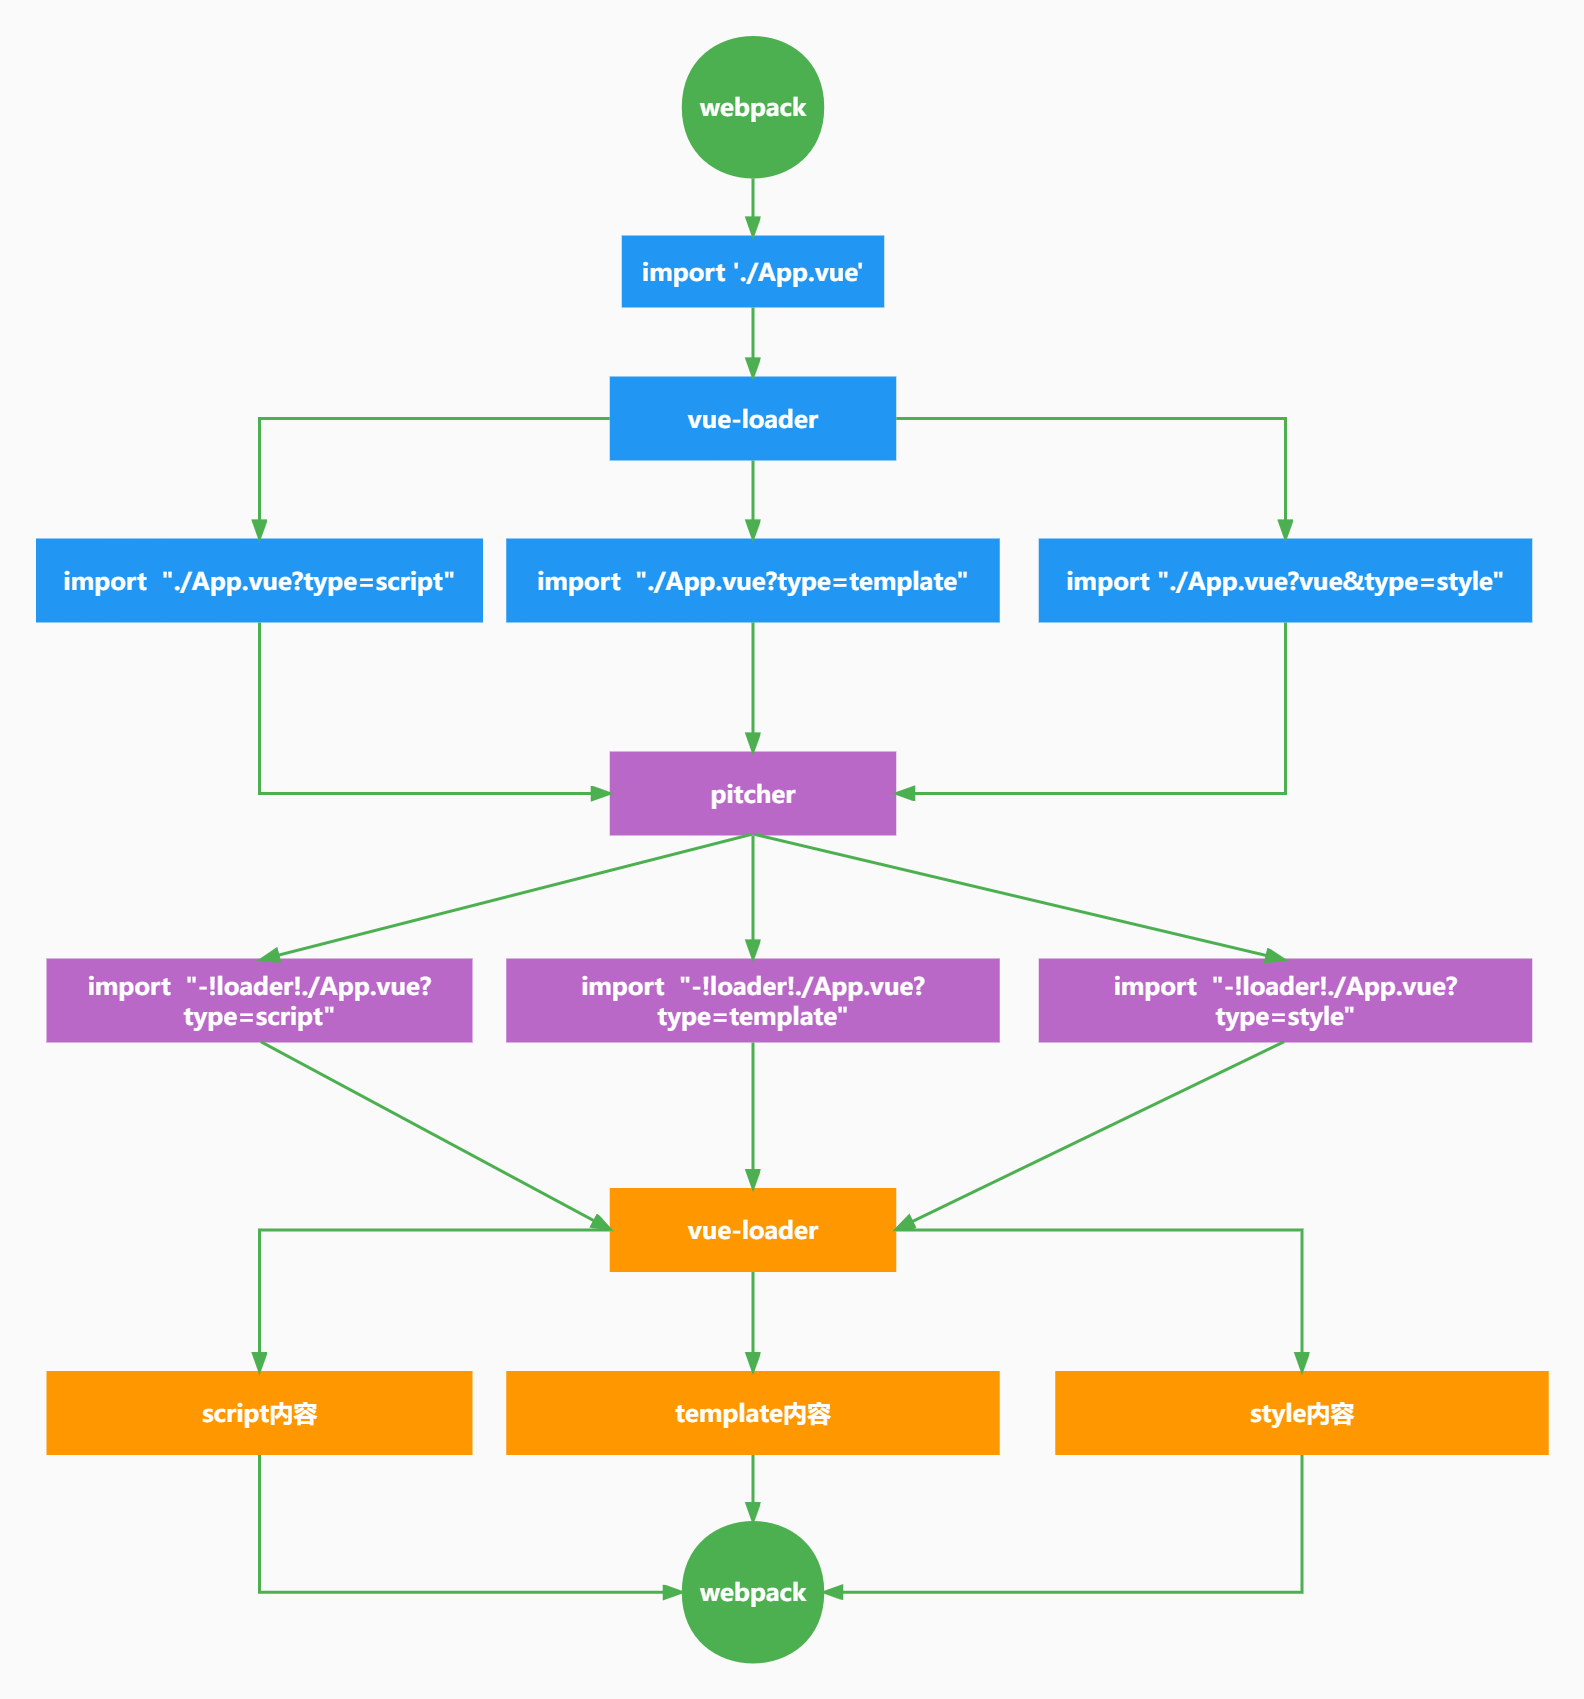 webpack
import './App.vue'
vue-loader
import  "./App.vue?type=script"
import  "./App.vue?type=template"
import "./App.vue?vue&type=style"
pitcher
import  "-!loader!./App.vue?
type=script"
import  "-!loader!./App.vue?
type=template"
import  "-!loader!./App.vue?
type=style"
vue-loader
script内容
template内容
style内容
webpack